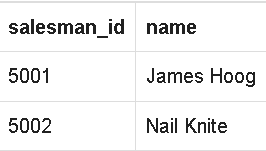 salesman_id name
5001 James Hoog
5002 Nail Knite